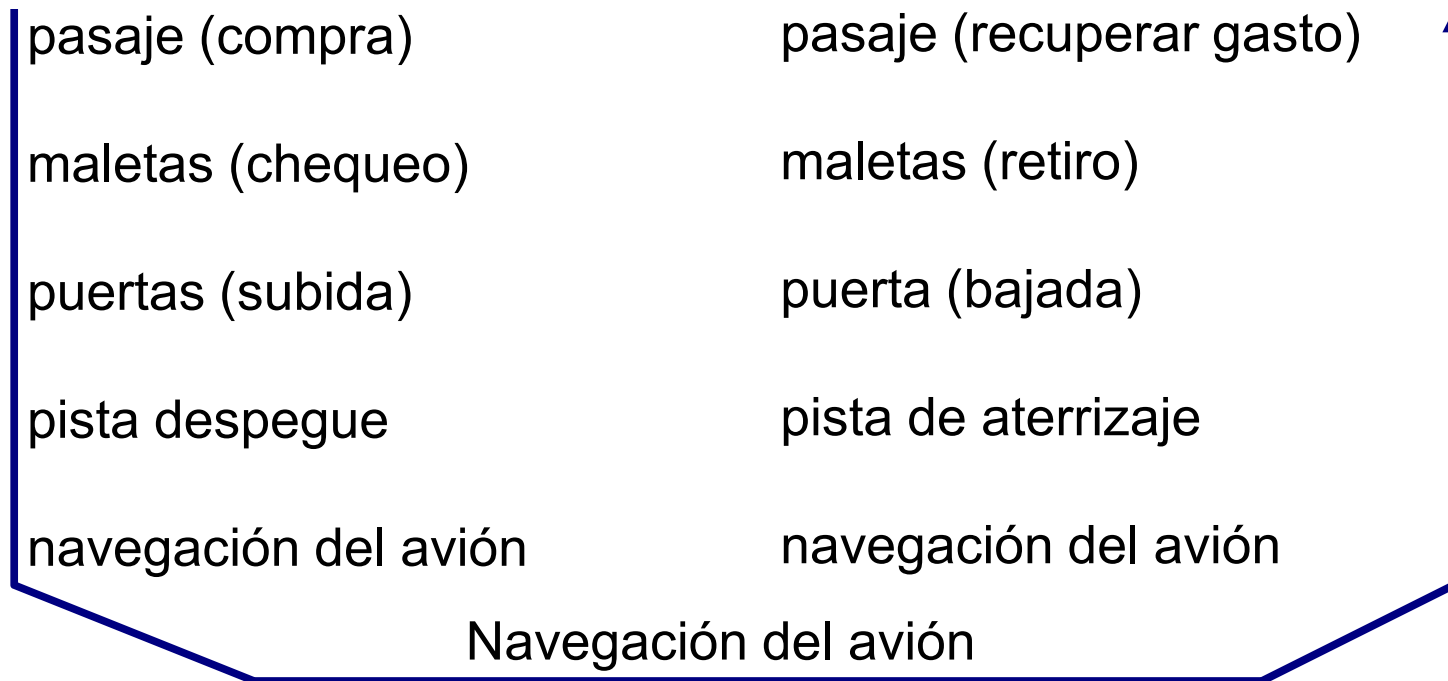 pasaje (compra)
pasaje (recuperar gasto)
maletas (chequeo)
maletas (retiro)
puertas (subida)
puerta (bajada)
pista despegue
pista de aterrizaje
navegación del avión
navegación del avión
Navegación del avión